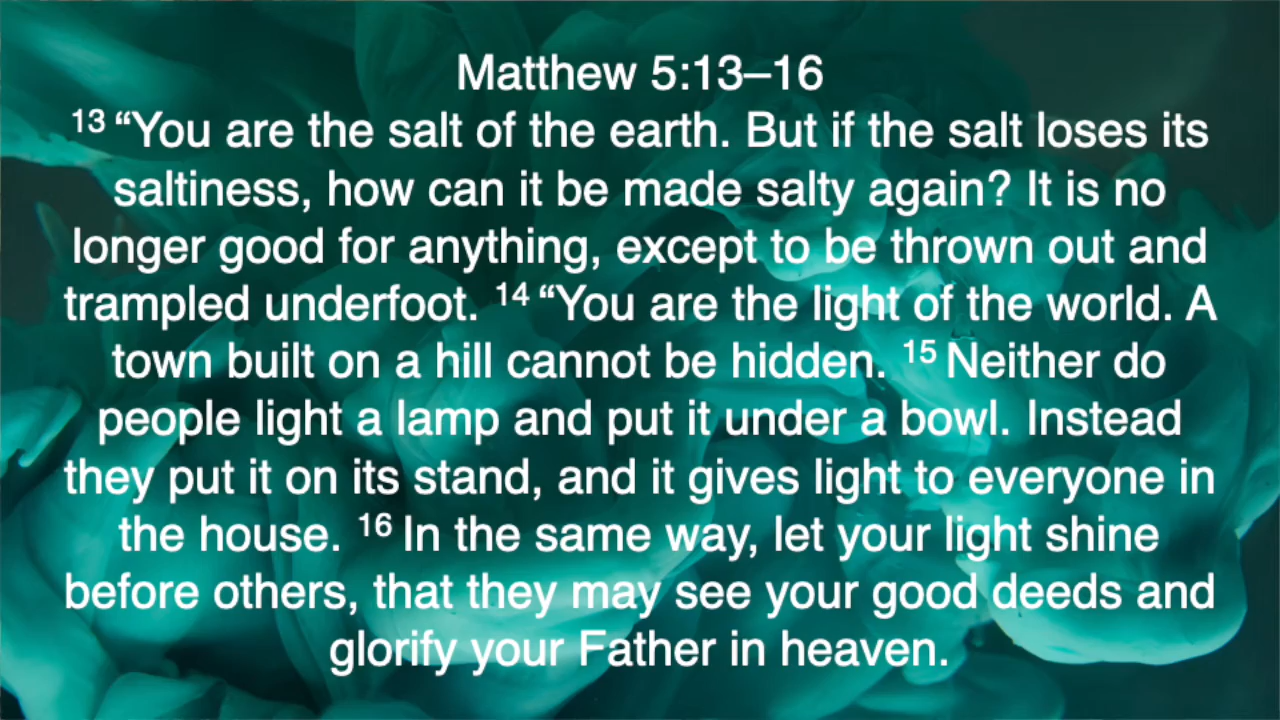 Matthew 5:13–16
13 “You are the salt of the earth. But if the salt loses its
saltiness, how can it be made salty again? It is no
longer good for anything, except to be thrown out and
trampled underfoot. 14 “You are the light of the world. A
town built on a hill cannot be hidden. 15 Neither do
people light a lamp and put it under a bowl. Instead
they put it on its stand, and it gives light to everyone in
the house. 16 In the same way, let your light shine
before others, that they may see your good deeds and
glorify your Father in heaven.